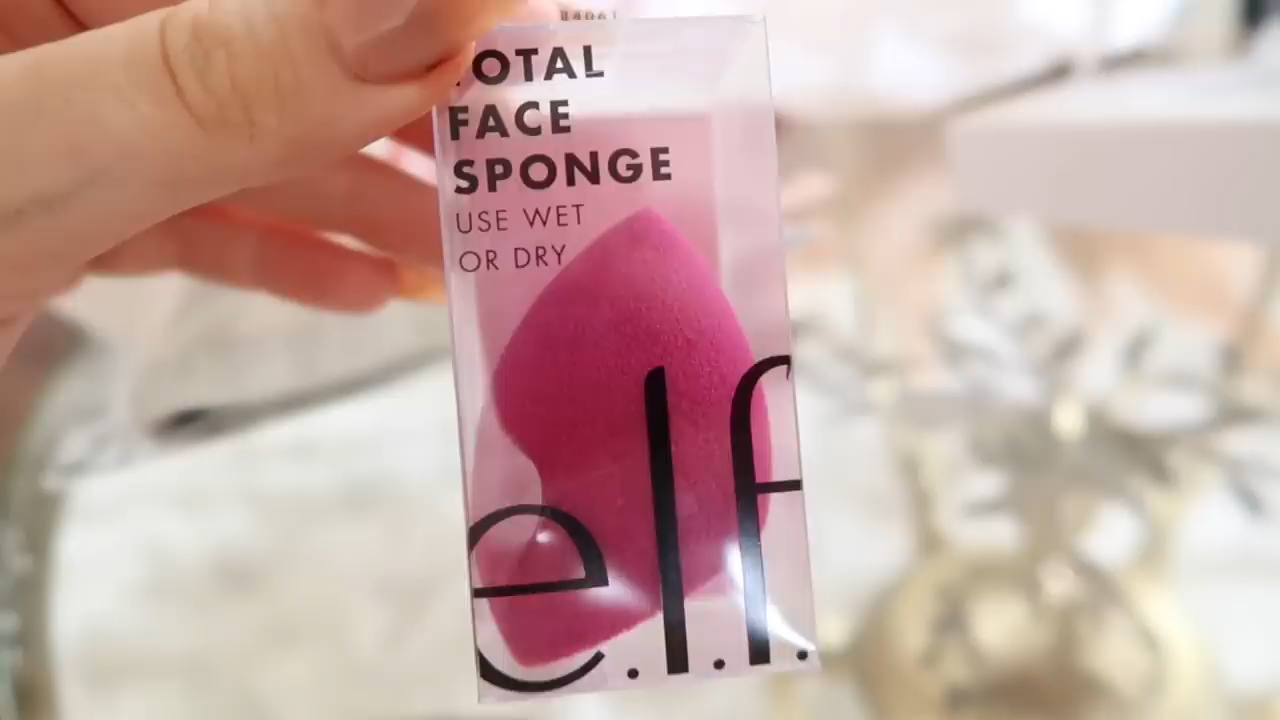 TOTAL
FACE
SPONGE
USE WET
OR DRY
e.l.f.